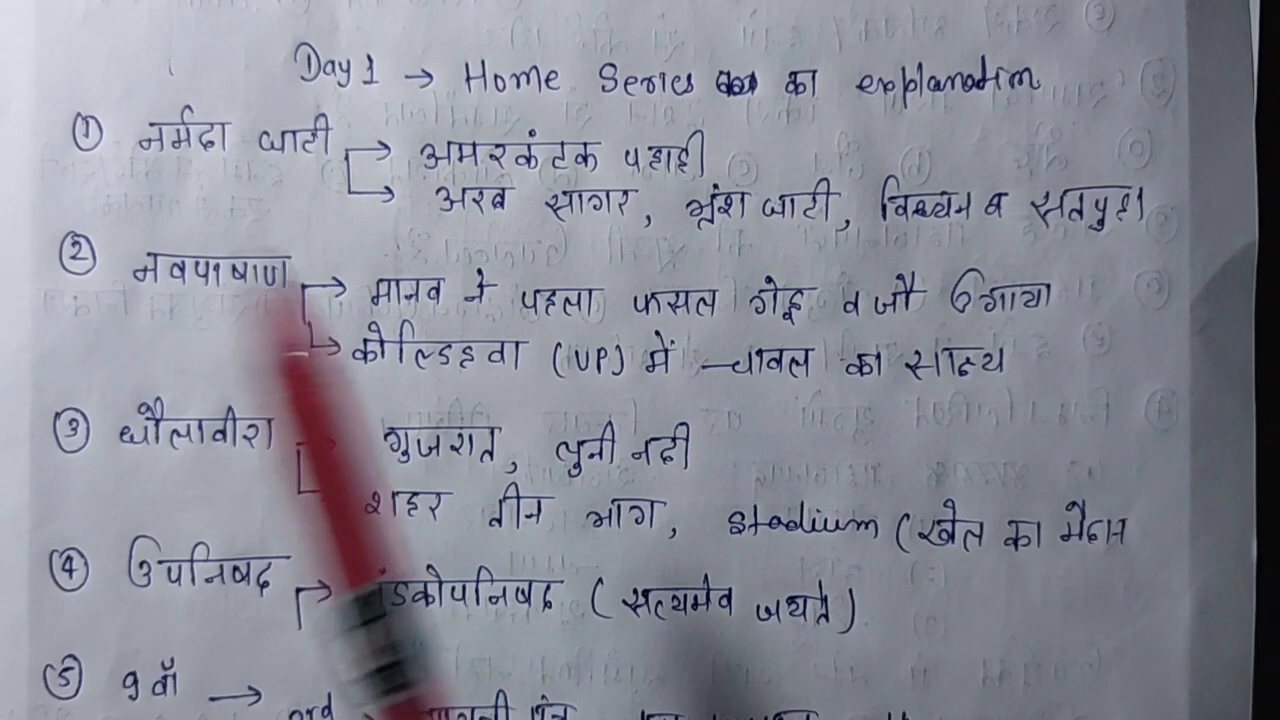 Day 1 → Home Series का explanation
① नर्मदा घाटी → अमरकंटक पहाड़ी
→ अरब सागर, भ्रंश घाटी, विंध्यन व सतपुड़ा
② नवपाषाण → मानव ने पहला फसल गेहूं व जौ उगाया
→ कोल्डिहवा (UP) में चावल का साक्ष्य
③ धौलावीरा गुजरात, लुनी नदी
शहर तीन भाग, stadium (खेल का मैदान
④ उपनिषद → मुंडकोपनिषद (सत्यमेव जयते)
⑤ 9 वॉ →